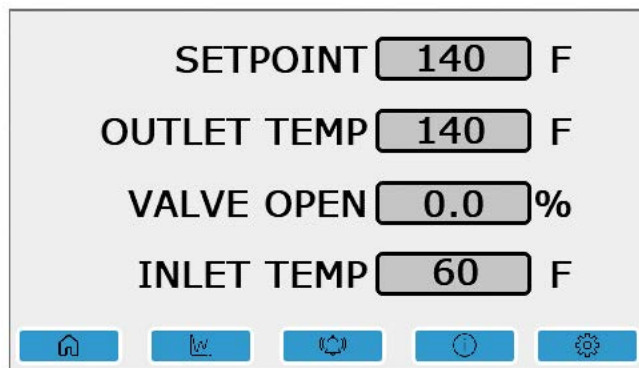 SETPOINT 140 F
OUTLET TEMP 140 F
VALVE OPEN 0.0 %
INLET TEMP 60 F